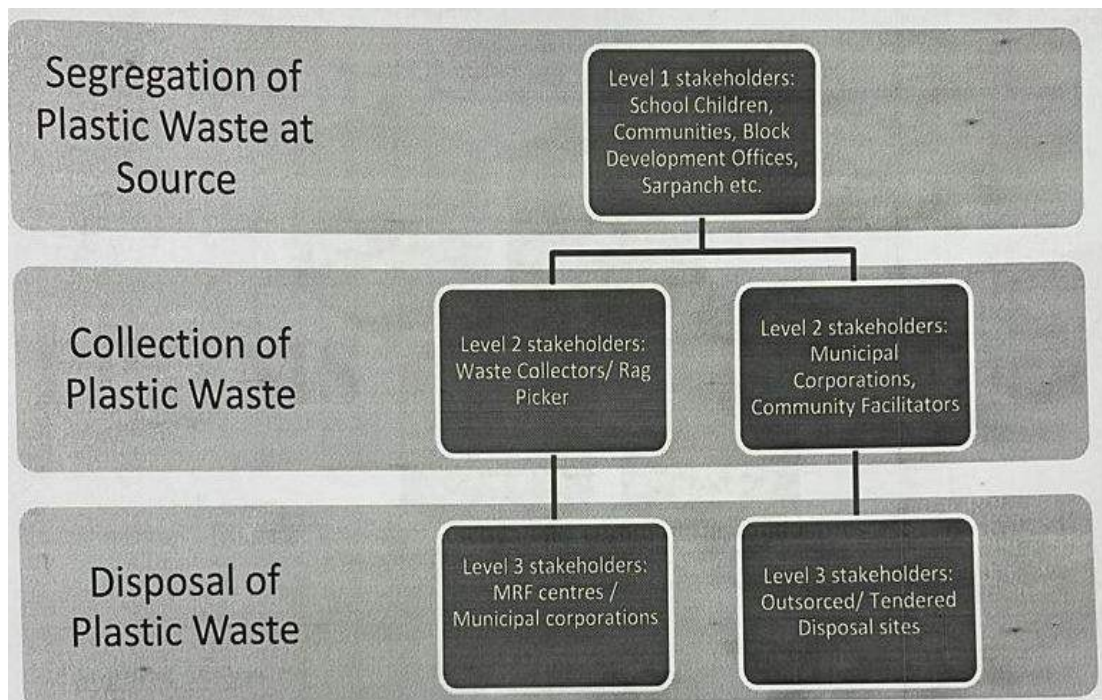 Segregation of
Plastic Waste at
Source
Level 1 stakeholders:
School Children,
Communities, Block
Development Offices,
Sarpanch etc.
Collection of
Plastic Waste
Level 2 stakeholders:
Waste Collectors/ Rag
Picker
Level 2 stakeholders:
Municipal
Corporations,
Community Facilitators
Disposal of
Plastic Waste
Level 3 stakeholders:
MRF centres /
Municipal corporations
Level 3 stakeholders:
Outsorced/ Tendered
Disposal sites